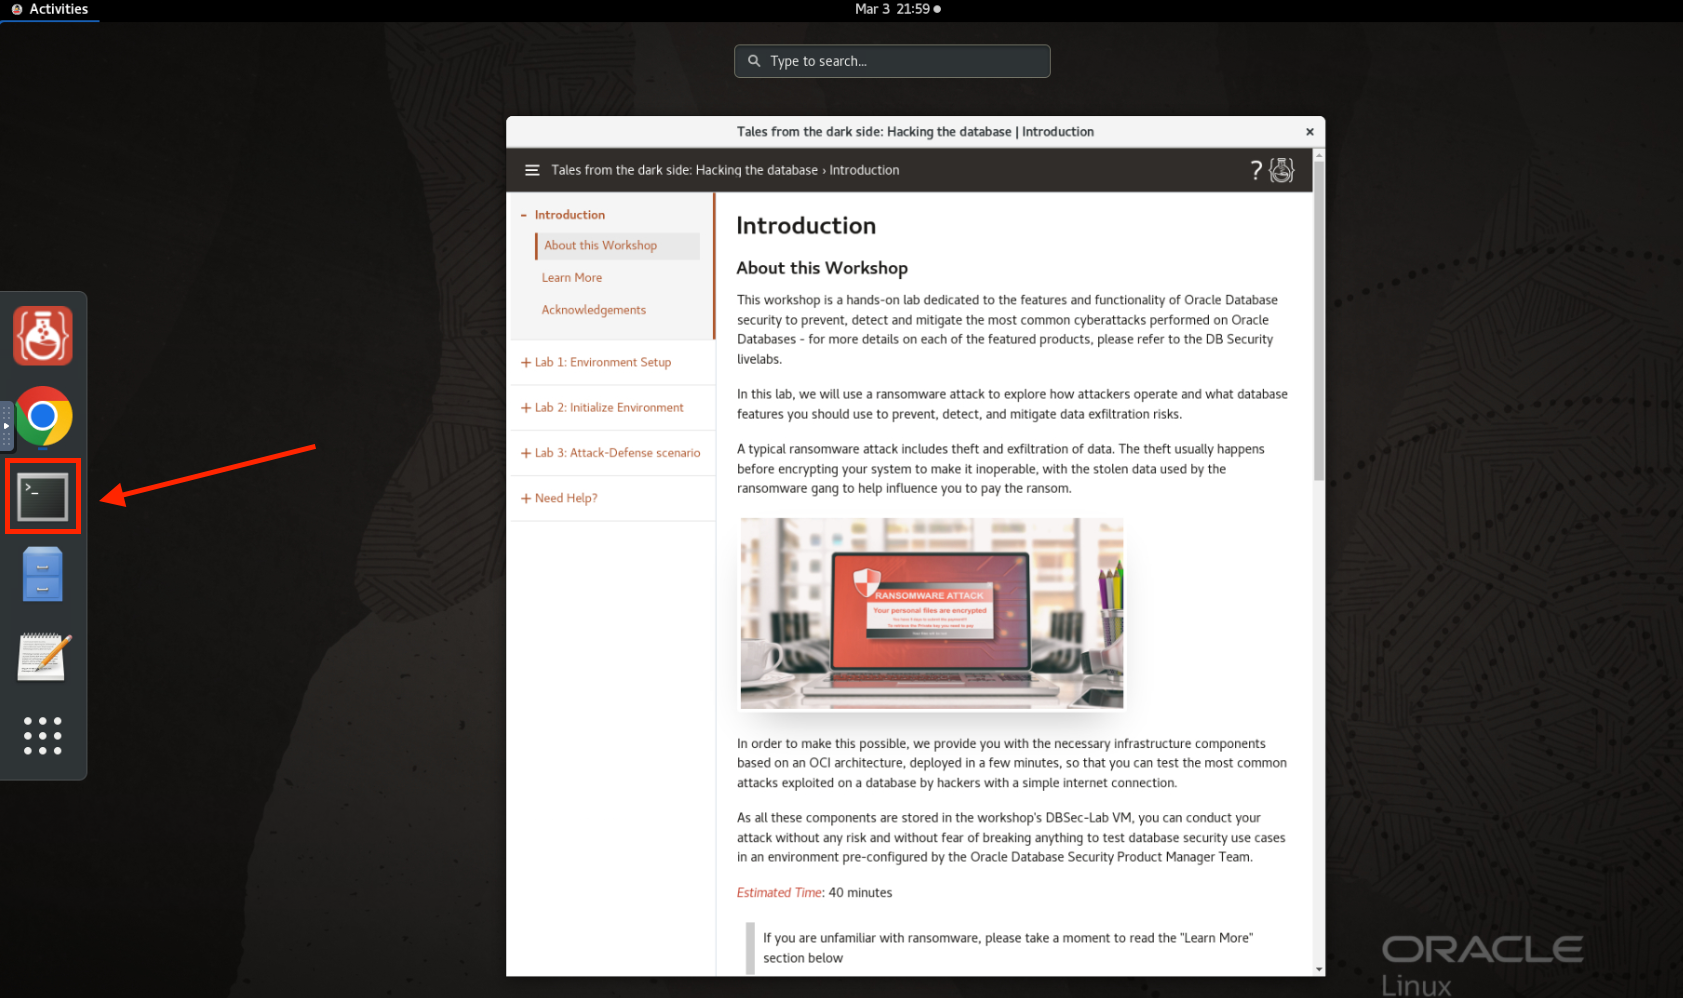 Activities
Mar 3 21:59
Type to search...
Tales from the dark side: Hacking the database | Introduction
Tales from the dark side: Hacking the database › Introduction
?
- Introduction
About this Workshop
Learn More
Acknowledgements
+ Lab 1: Environment Setup
+ Lab 2: Initialize Environment
+ Lab 3: Attack-Defense scenario
+ Need Help?
Introduction
About this Workshop
This workshop is a hands-on lab dedicated to the features and functionality of Oracle Database
security to prevent, detect and mitigate the most common cyberattacks performed on Oracle
Databases - for more details on each of the featured products, please refer to the DB Security
livelabs.
In this lab, we will use a ransomware attack to explore how attackers operate and what database
features you should use to prevent, detect, and mitigate data exfiltration risks.
A typical ransomware attack includes theft and exfiltration of data. The theft usually happens
before encrypting your system to make it inoperable, with the stolen data used by the
ransomware gang to help influence you to pay the ransom.
RANSOMWARE ATTACK
Your personal files are encrypted
In order to make this possible, we provide you with the necessary infrastructure components
based on an OCI architecture, deployed in a few minutes, so that you can test the most common
attacks exploited on a database by hackers with a simple internet connection.
As all these components are stored in the workshop's DBSec-Lab VM, you can conduct your
attack without any risk and without fear of breaking anything to test database security use cases
in an environment pre-configured by the Oracle Database Security Product Manager Team.
Estimated Time: 40 minutes
If you are unfamiliar with ransomware, please take a moment to read the "Learn More"
section below
ORACLE
Linux